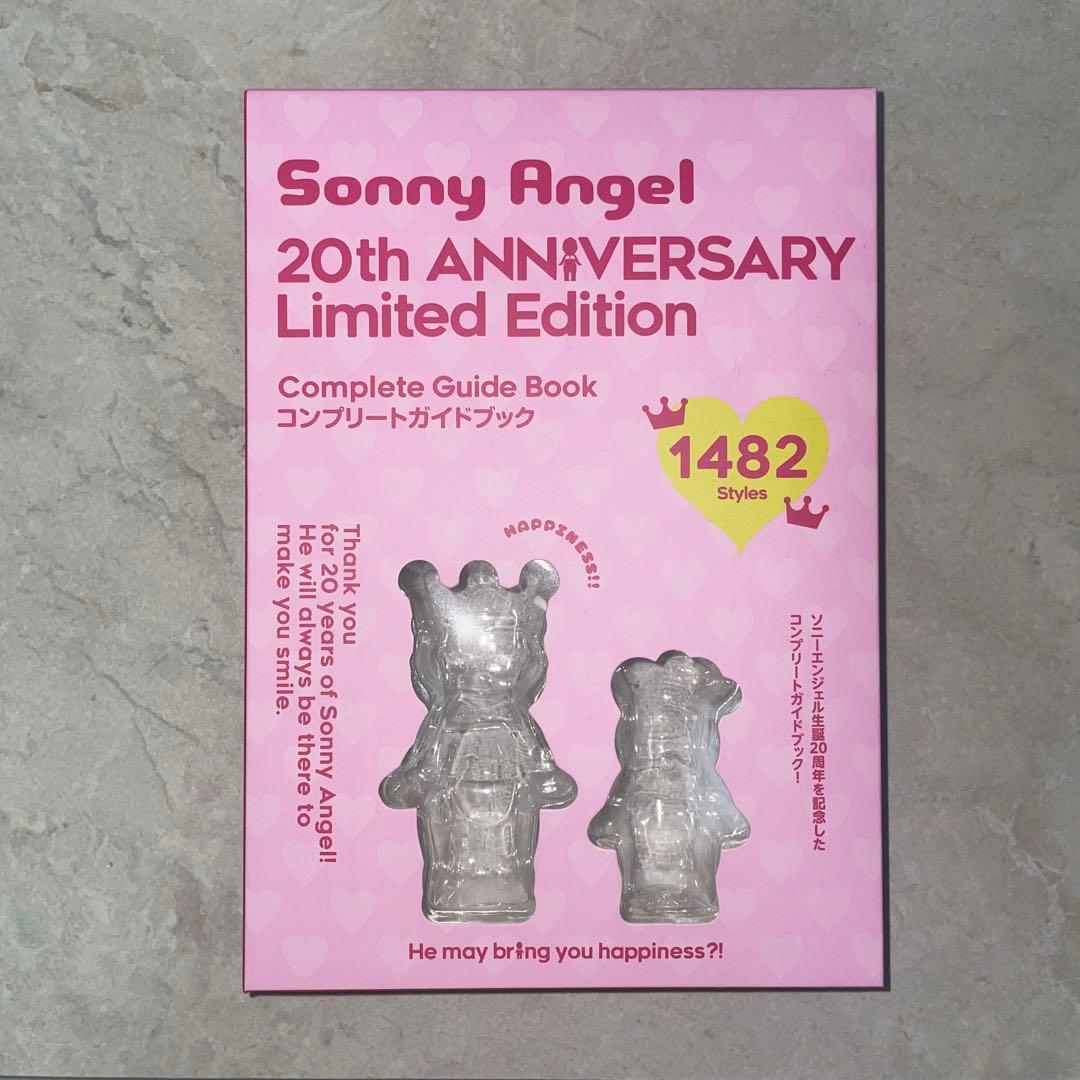 Sonny Angel
20th ANNIVERSARY
Limited Edition
Complete Guide Book
コンプリートガイドブック
1482
Styles
HAPPINESS!!
Thank you
for 20 years of Sonny Angel!
He will always be there to
make you smile.
ソニーエンジェル生誕20周年を記念した
コンプリートガイドブック!
He may bring you happiness?!